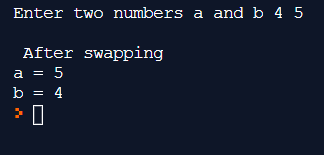 Enter two numbers a and b 4 5
After swapping
a = 5
b = 4
>